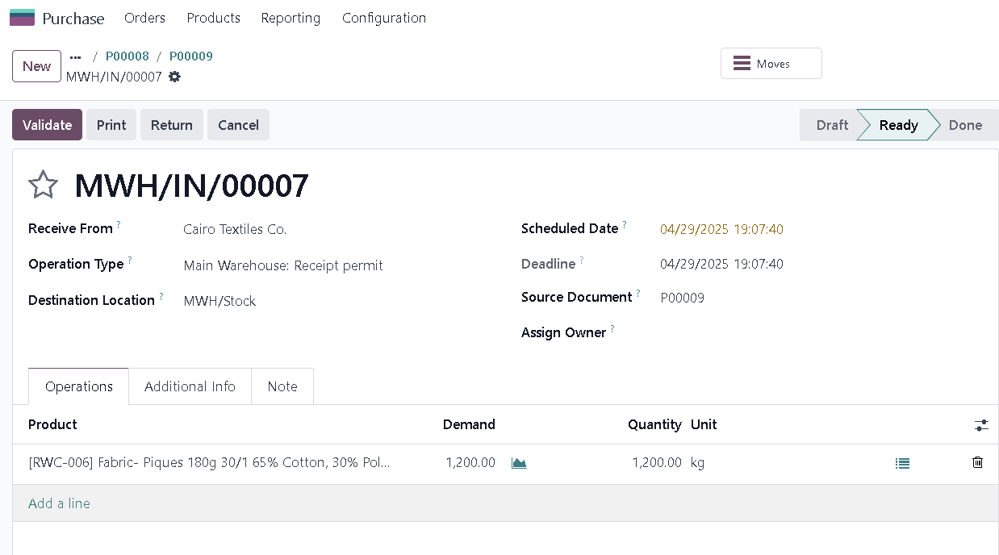 Purchase Orders Products Reporting Configuration
New ... / P00008 / P00009
MWH/IN/00007
Moves
Validate Print Return Cancel Draft Ready Done
MWH/IN/00007
Receive From ? Cairo Textiles Co. Scheduled Date ? 04/29/2025 19:07:40
Operation Type ? Main Warehouse: Receipt permit Deadline ? 04/29/2025 19:07:40
Destination Location ? MWH/Stock Source Document ? P00009
Assign Owner ?
Operations Additional Info Note
Product Demand Quantity Unit
[RWC-006] Fabric- Piques 180g 30/1 65% Cotton, 30% Pol... 1,200.00 1,200.00 kg
Add a line